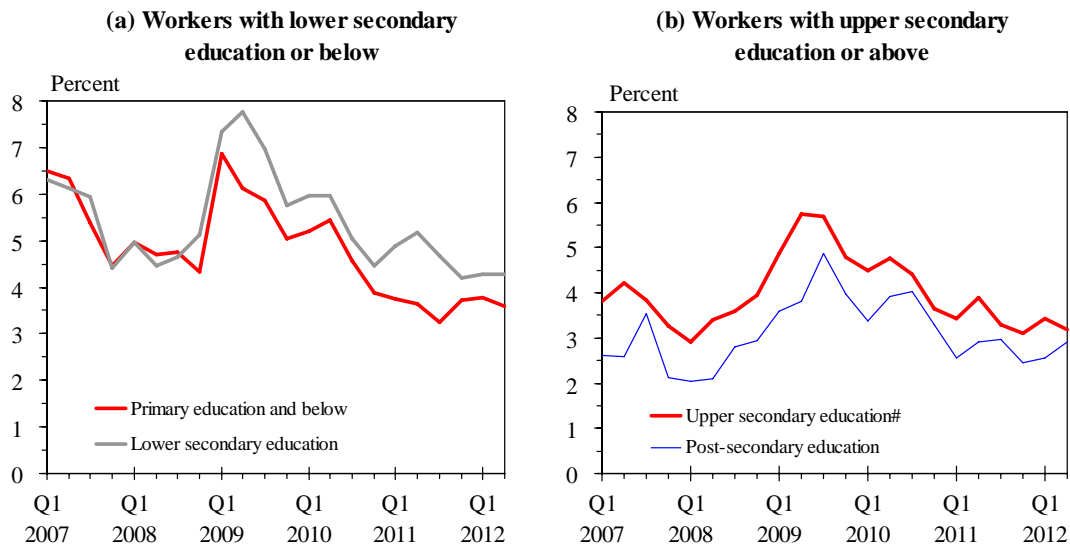 (a) Workers with lower secondary
education or below
Percent
8
7
6
5
4
3
2
1
0
Primary education and below
Lower secondary education
Q1 Q1 Q1 Q1 Q1 Q1
2007 2008 2009 2010 2011 2012
(b) Workers with upper secondary
education or above
Percent
8
7
6
5
4
3
2
1
0
Upper secondary education#
Post-secondary education
Q1 Q1 Q1 Q1 Q1 Q1
2007 2008 2009 2010 2011 2012